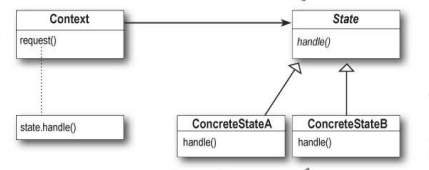 Context
State
request()
handle()
state.handle()
ConcreteStateA
ConcreteStateB
handle()
handle()